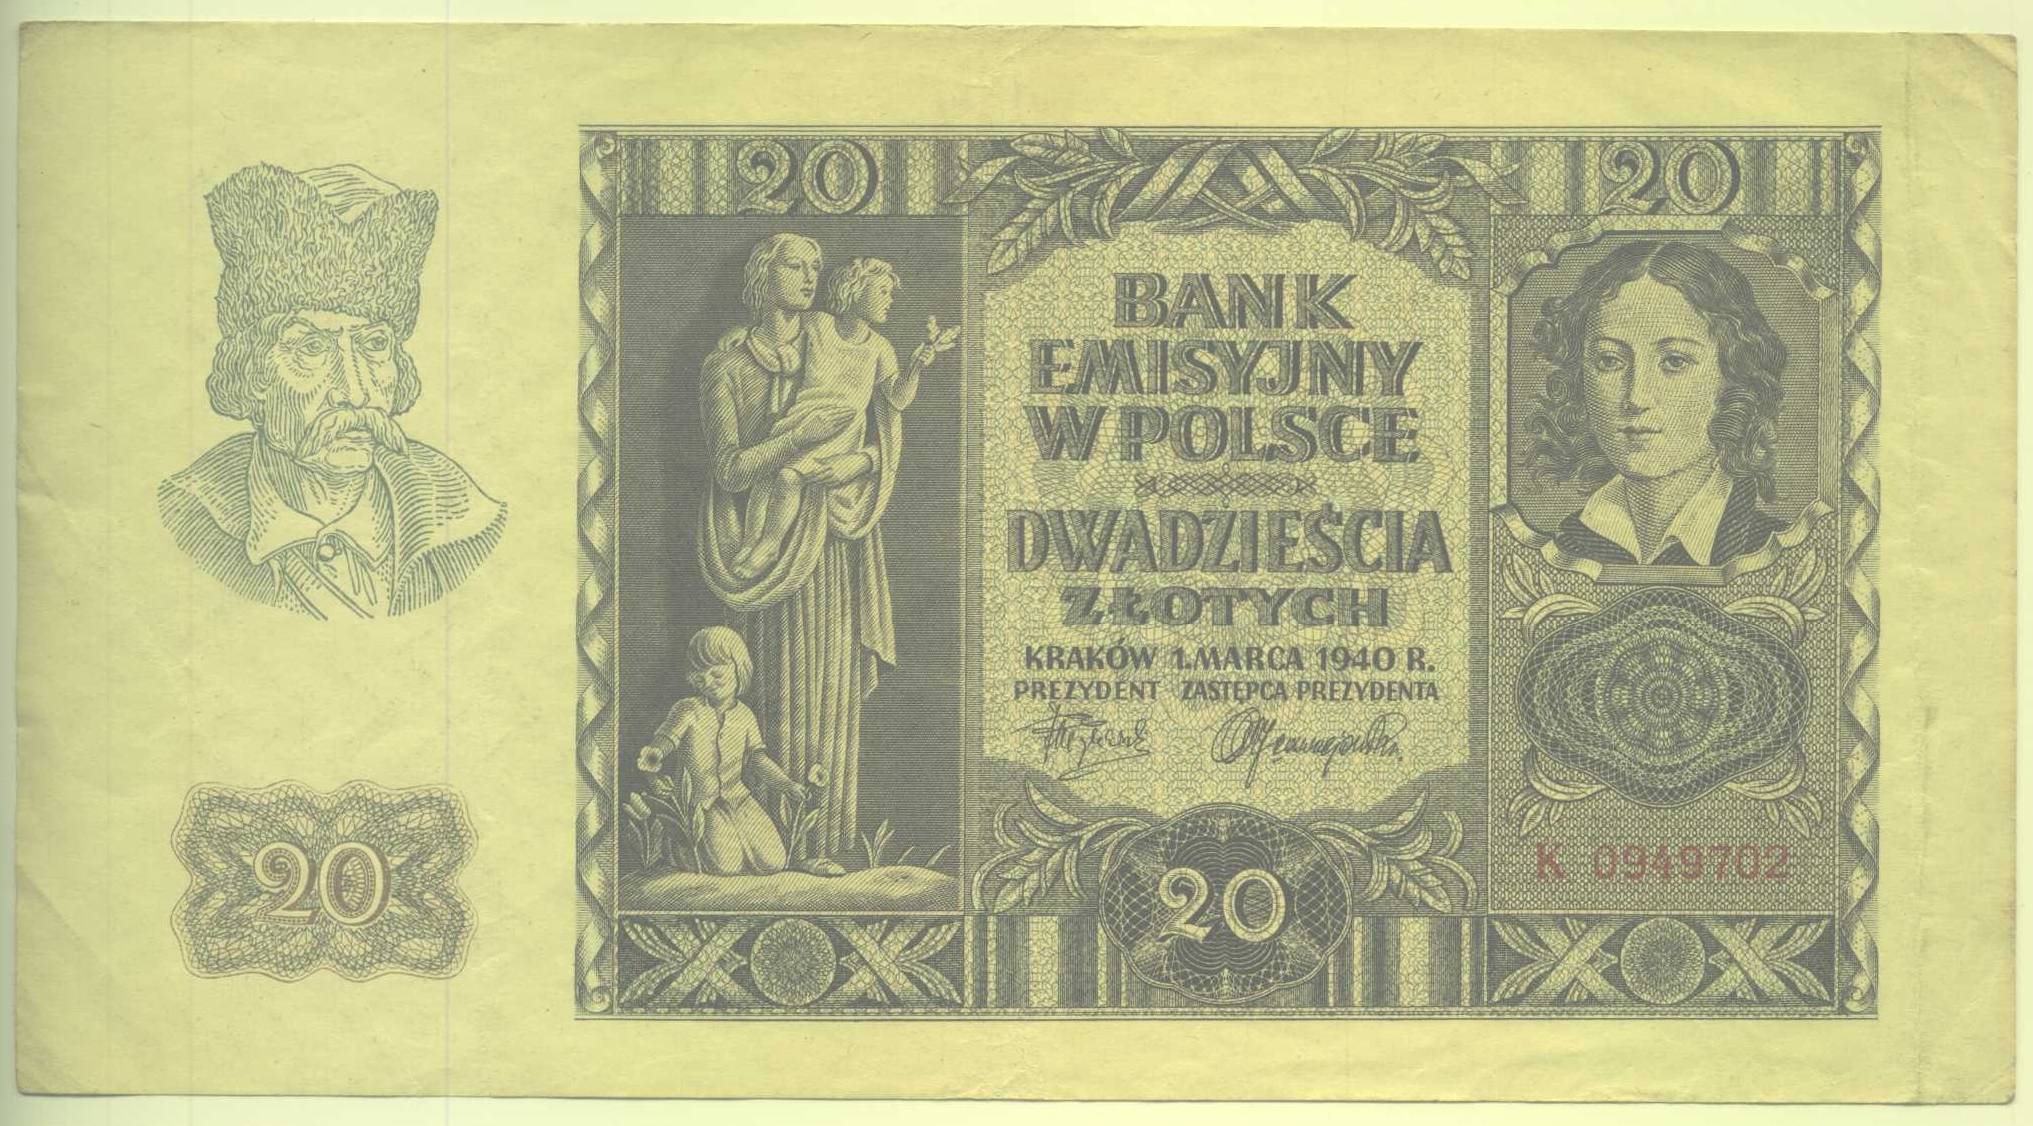 20
20
BANK
EMISYJNY
W POLSCE
DWADZIEŚCIA
ZŁOTYCH
KRAKÓW 1. MARCA 1940 R.
PREZYDENT ZASTĘPCA PREZYDENTA
K 0949702
20
20